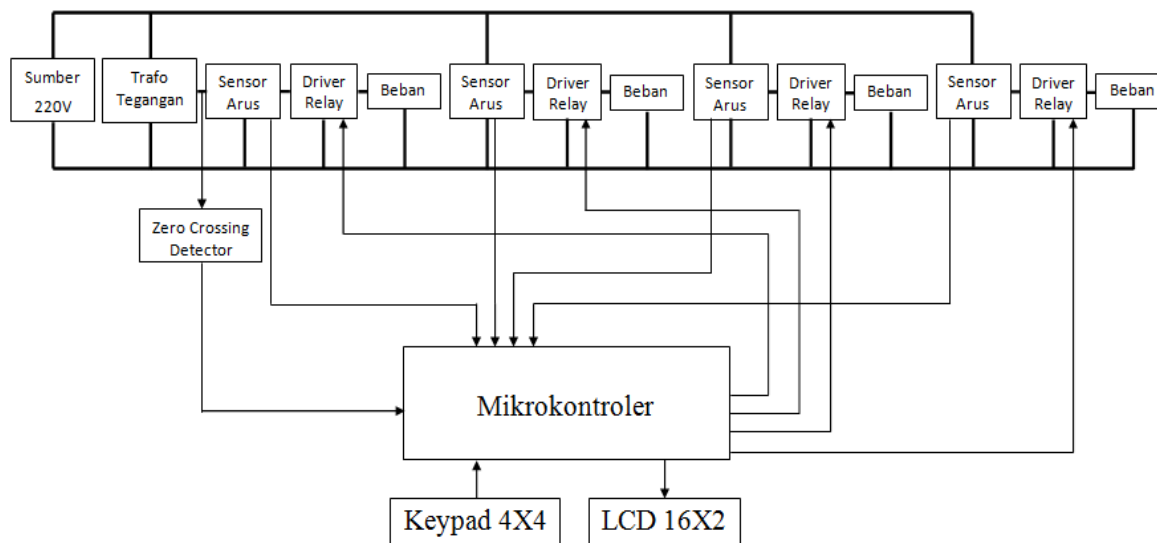 Sumber
220V
Trafo
Tegangan
Sensor
Arus
Driver
Relay
Beban
Sensor
Arus
Driver
Relay
Beban
Sensor
Arus
Driver
Relay
Beban
Sensor
Arus
Driver
Relay
Beban
Zero Crossing
Detector
Mikrokontroler
Keypad 4X4
LCD 16X2